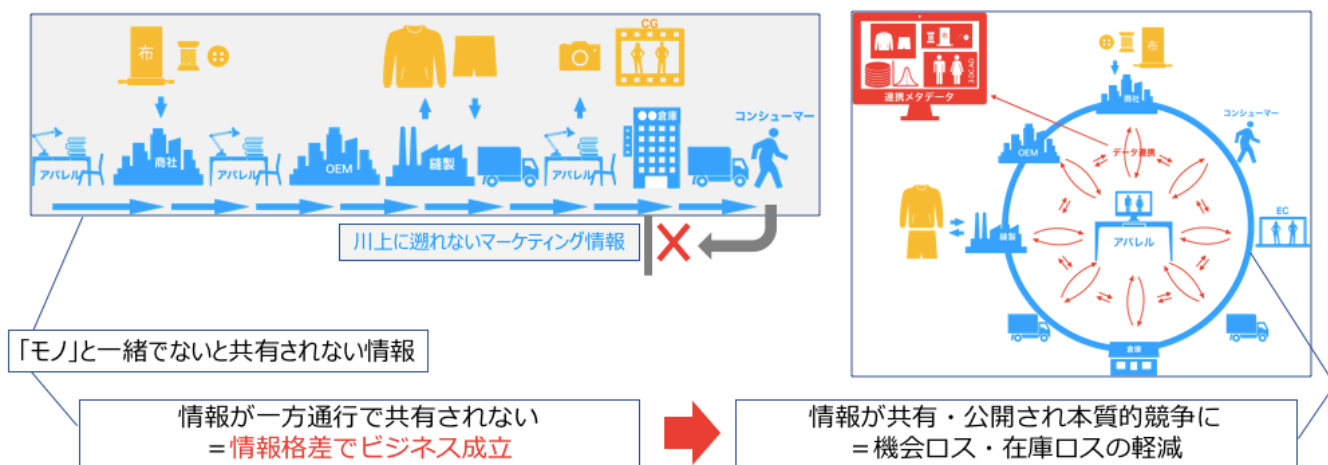 CG
布
●●倉庫
コンシューマー
アパレル
商社
アパレル
OEM
縫製
アパレル
川上に遡れないマーケティング情報
「モノ」と一緒でないと共有されない情報
情報が一方通行で共有されない
＝情報格差でビジネス成立
布
3DCAD
連携メタデータ
商社
コンシューマー
OEM
データ連携
EC
アパレル
縫製
倉庫
情報が共有・公開され本質的競争に
＝機会ロス・在庫ロスの軽減